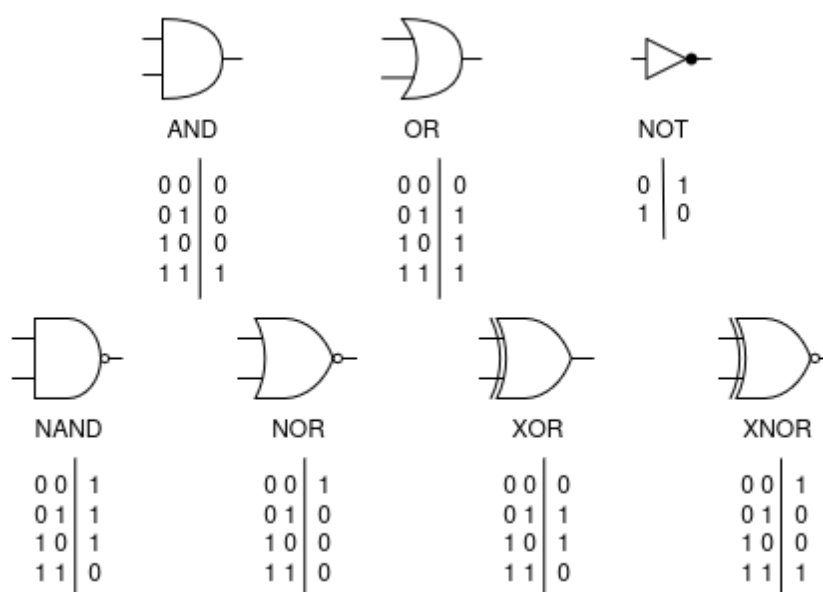 AND OR NOT
0 0 0 0 0 0 0 1
0 1 0 0 1 1 1 0
1 0 0 1 0 1
1 1 1 1 1 1
NAND NOR XOR XNOR
0 0 1 0 0 1 0 0 0 0 0 1
0 1 1 0 1 0 0 1 1 0 1 0
1 0 1 1 0 0 1 0 1 1 0 0
1 1 0 1 1 0 1 1 0 1 1 1